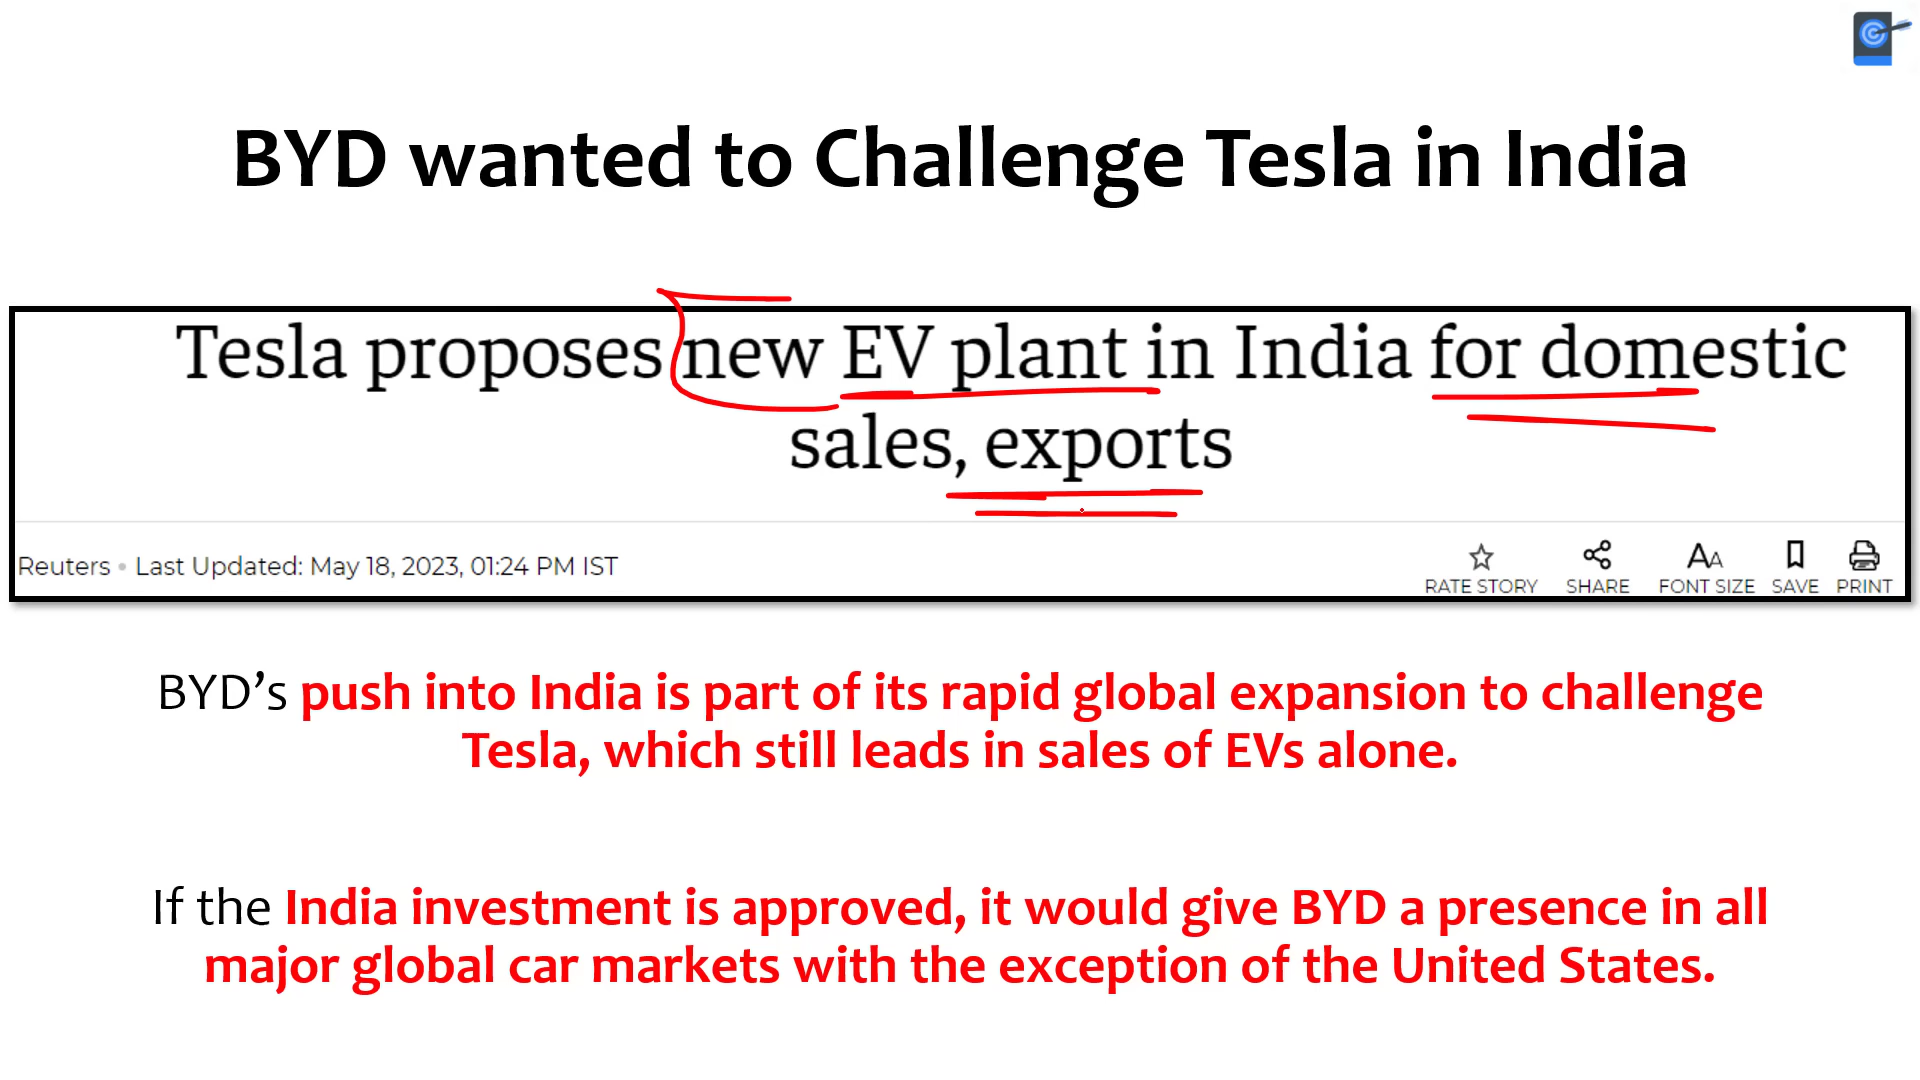 BYD wanted to Challenge Tesla in India
Tesla proposes new EV plant in India for domestic
sales, exports
Reuters • Last Updated: May 18, 2023, 01:24 PM IST
RATE STORY SHARE FONT SIZE SAVE PRINT
BYD’s push into India is part of its rapid global expansion to challenge
Tesla, which still leads in sales of EVs alone.
If the India investment is approved, it would give BYD a presence in all
major global car markets with the exception of the United States.